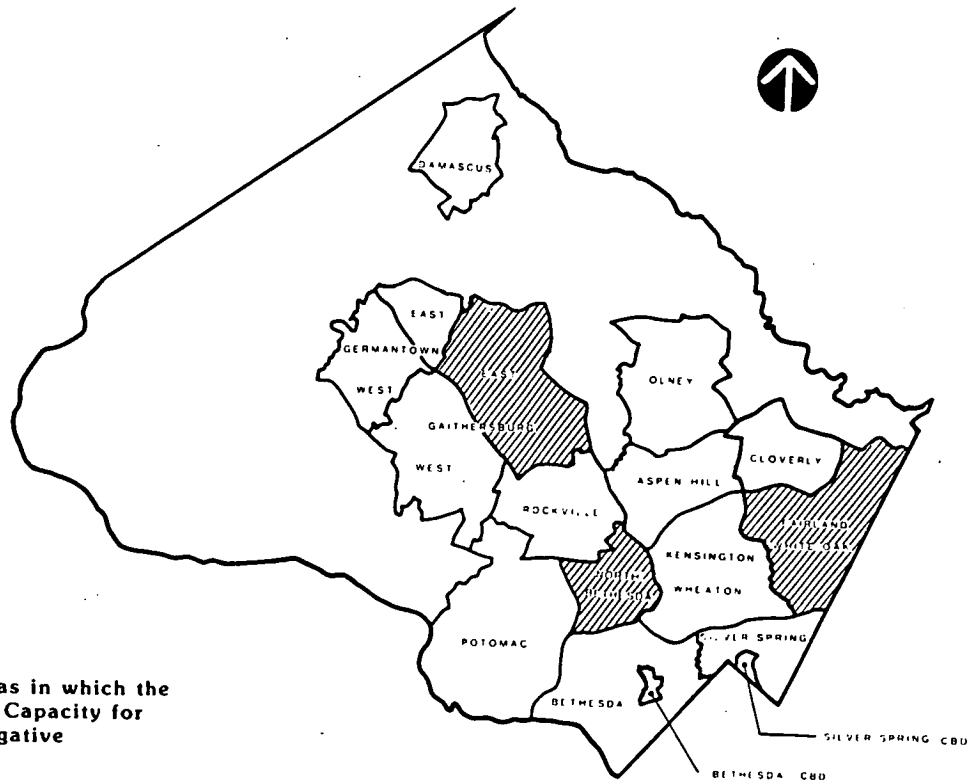 DAMASCUS
EAST
GERMANTOWN
WEST
EAST
GAITHERSBURG
WEST
OLNEY
CLOVERLY
ASPEN HILL
ROCKVILLE
FAIRLAND
WHITE OAK
KENSINGTON
WHEATON
NORTH
BETHESDA
POTOMAC
SILVER SPRING
BETHESDA
SILVER SPRING CBD
BETHESDA CBD
as in which the
Capacity for
gative